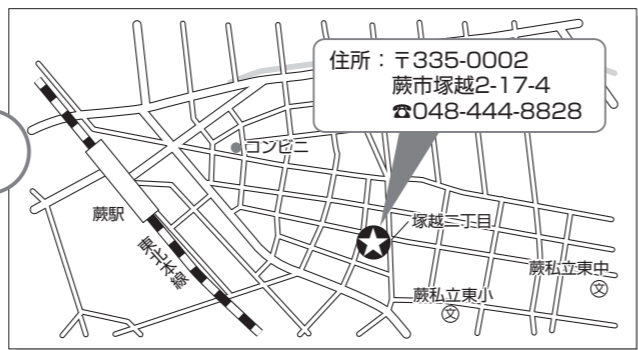 住所：〒335-0002
蕨市塚越2-17-4
☎048-444-8828
コンビニ
蕨駅
東北本線
塚越二丁目
蕨私立東中
文
蕨私立東小
文